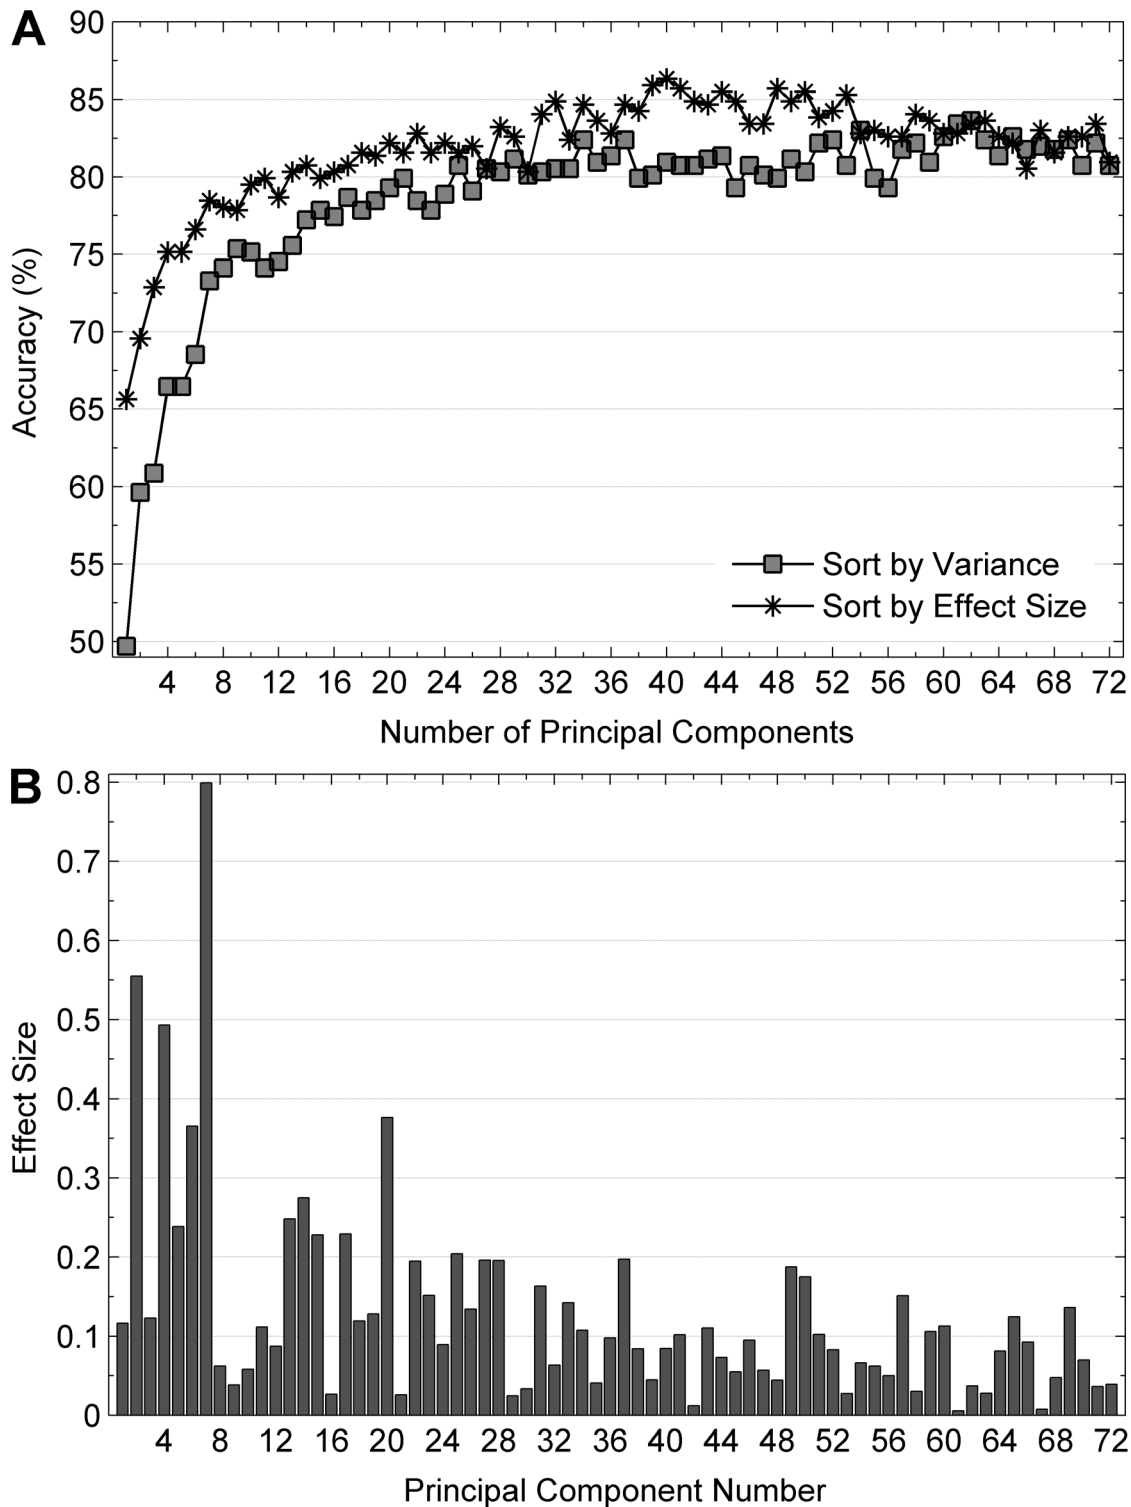 A
90
85
80
75
70
65
60
55
50
Accuracy (%)
Sort by Variance
Sort by Effect Size
4 8 12 16 20 24 28 32 36 40 44 48 52 56 60 64 68 72
Number of Principal Components
B
0.8
0.7
0.6
0.5
0.4
0.3
0.2
0.1
0
Effect Size
4 8 12 16 20 24 28 32 36 40 44 48 52 56 60 64 68 72
Principal Component Number